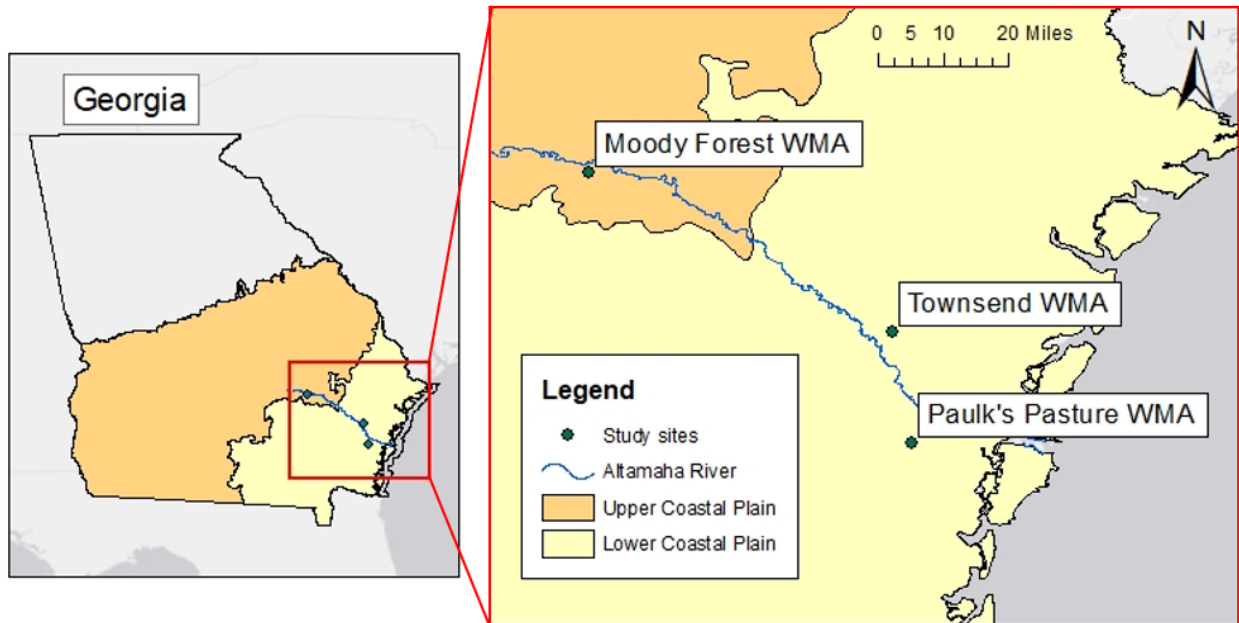 Georgia
0 5 10 20 Miles
N
Moody Forest WMA
Townsend WMA
Paulk's Pasture WMA
Legend
Study sites
Altamaha River
Upper Coastal Plain
Lower Coastal Plain